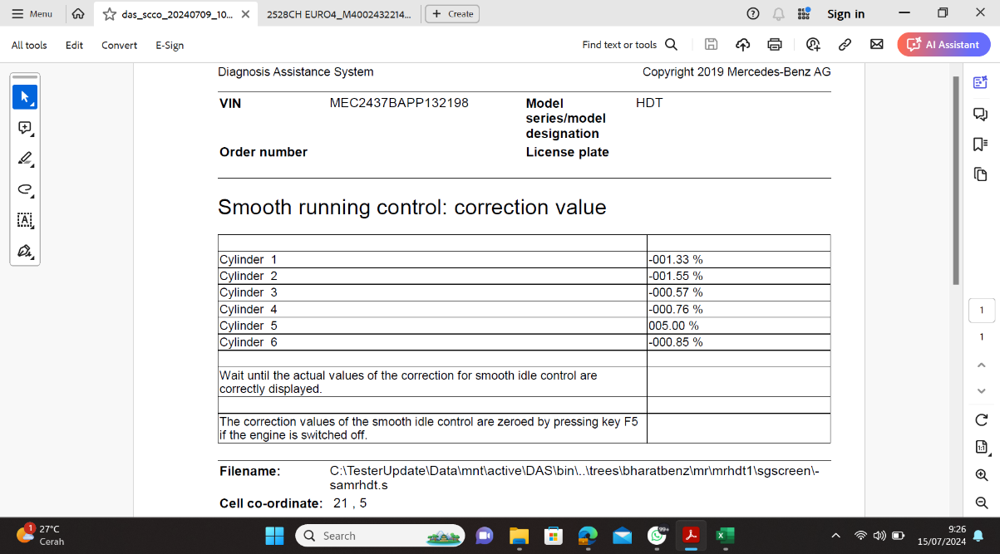 Menu
das_scco_20240709_10...
2528CH EURO4_M4002432214...
+ Create
Sign in
All tools
Edit
Convert
E-Sign
Find text or tools
AI Assistant
Diagnosis Assistance System
Copyright 2019 Mercedes-Benz AG
VIN
MEC2437BAPP132198
Model
series/model
designation
HDT
Order number
License plate
Smooth running control: correction value
Cylinder 1 -001.33 %
Cylinder 2 -001.55 %
Cylinder 3 -000.57 %
Cylinder 4 -000.76 %
Cylinder 5 005.00 %
Cylinder 6 -000.85 %
Wait until the actual values of the correction for smooth idle control are
correctly displayed.
The correction values of the smooth idle control are zeroed by pressing key F5
if the engine is switched off.
Filename: C:\TesterUpdate\Data\mnt\active\DAS\bin\..\trees\bharatbenz\mr\mrhdt1\sgscreen\-
samrhdt.s
Cell co-ordinate: 21 , 5
1
1
1:1
1
27°C
Cerah
Search
99+
9:26
15/07/2024